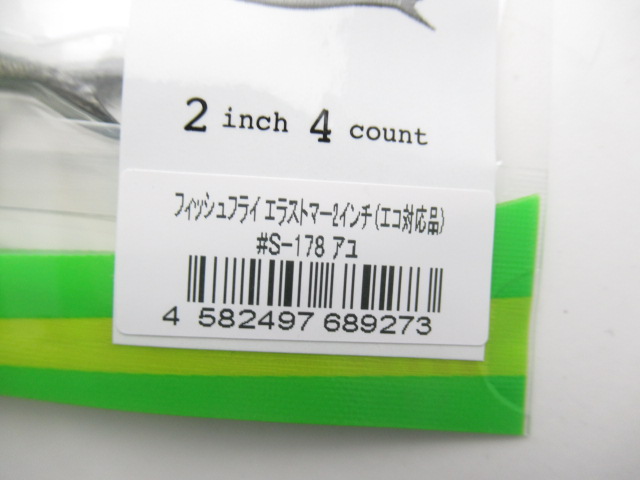 2 inch 4 count
フィッシュフライ エラストマー2インチ(エコ対応品)
#S-178 アユ
4 582497 689273